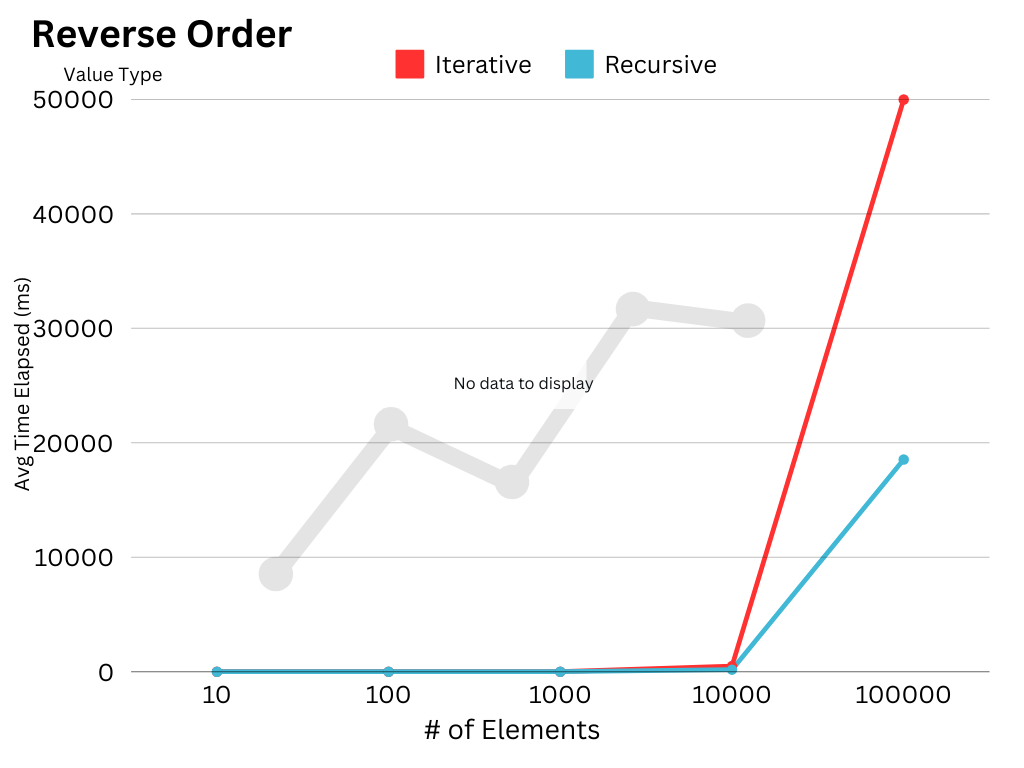 Reverse Order
Value Type
Iterative
Recursive
50000
40000
30000
20000
10000
0
Avg Time Elapsed (ms)
No data to display
10
100
1000
10000
100000
# of Elements